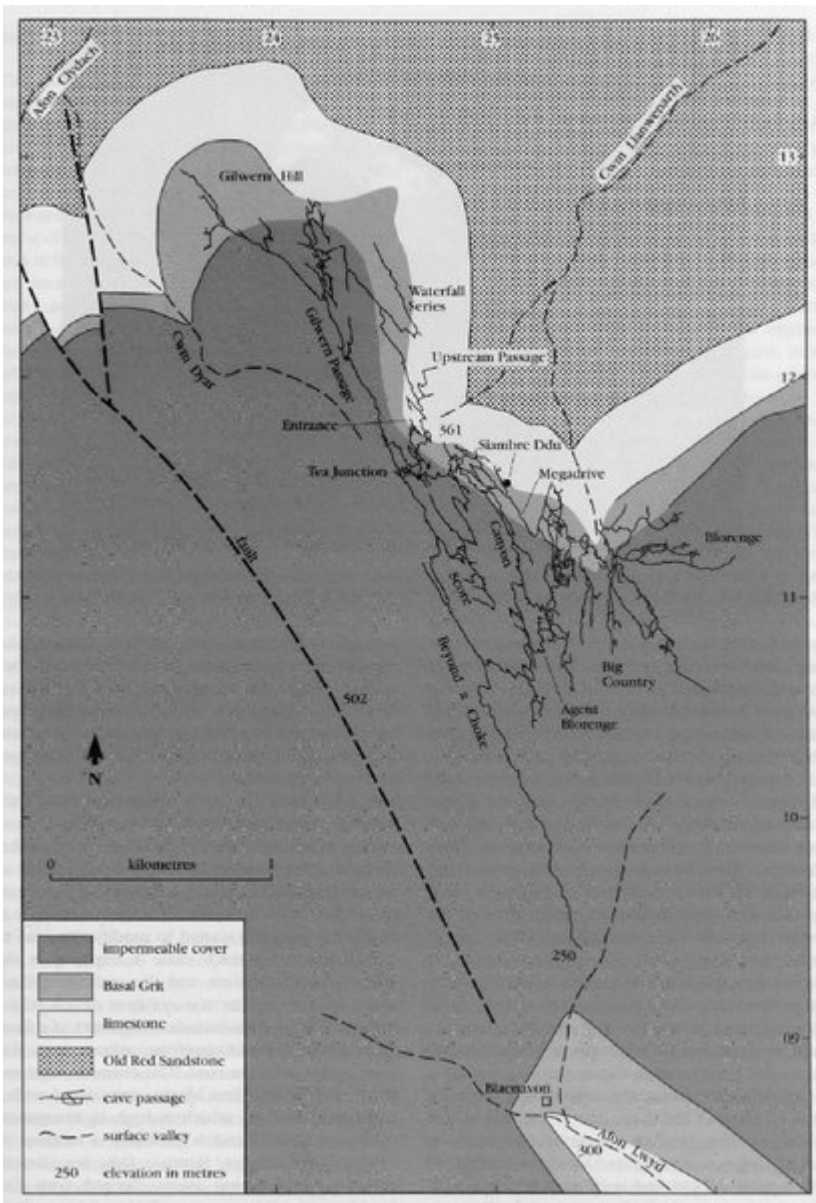 23
24
25
26
Afon Clydach
Cwm Llanwenarth
13
Gilwern Hill
Waterfall
Series
Gilwern Passage
Upstream Passage
12
Cwm Dyar
Entrance
361
Siambre Ddu
Tea Junction
Megadrive
Canyon
Blorenge
fault
score
11
Beyond 2 Choke
Big
Country
502
Agent
Blorenge
N
10
0 kilometres 1
250
impermeable cover
Basal Grit
limestone
Old Red Sandstone
cave passage
surface valley
250 elevation in metres
09
Blaenavon
Afon Lwyd
300